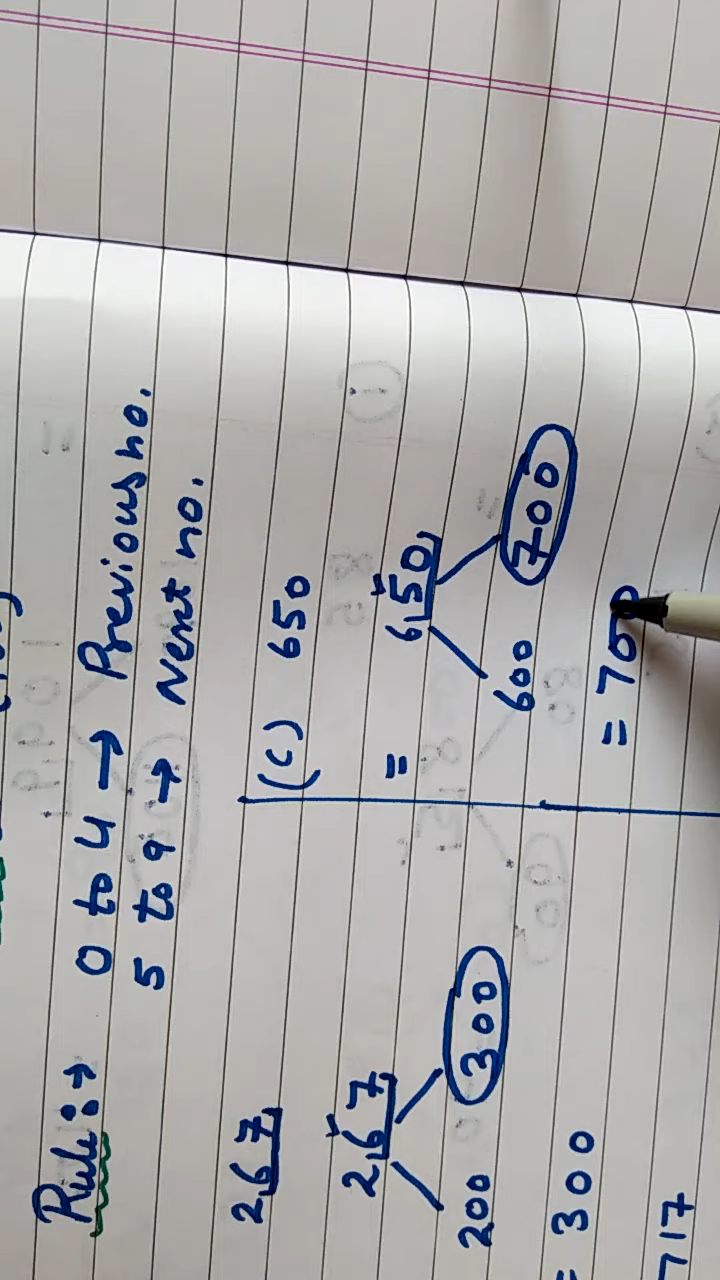 Rule:→ 0 to 4 → Previous no.
5 to 9 → Next no.
267
267
200 300
= 300
717
(C) 650
= 650
600 700
= 700